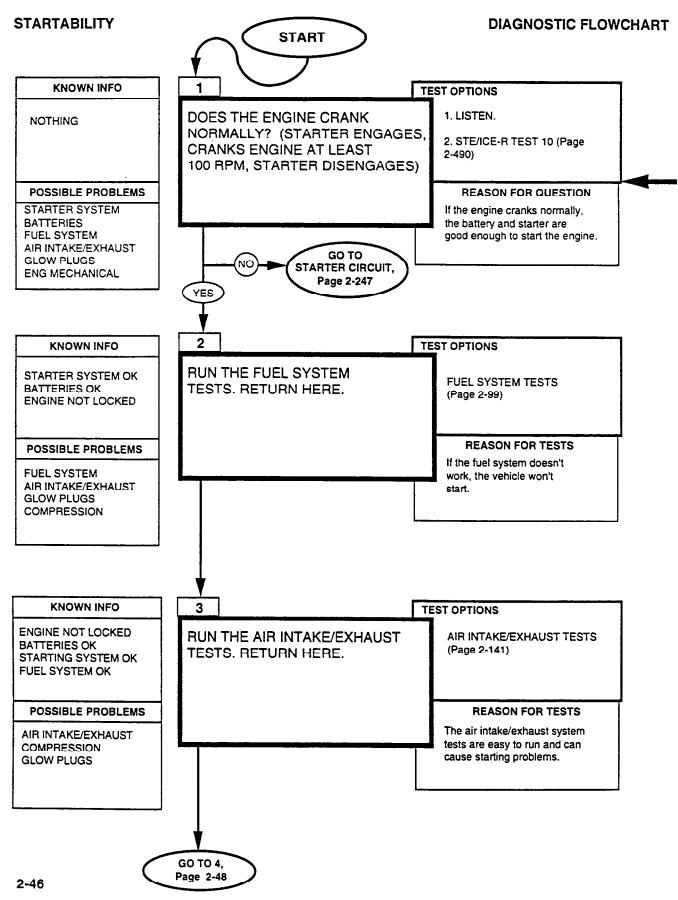 STARTABILITY
DIAGNOSTIC FLOWCHART
START
KNOWN INFO
NOTHING
POSSIBLE PROBLEMS
STARTER SYSTEM
BATTERIES
FUEL SYSTEM
AIR INTAKE/EXHAUST
GLOW PLUGS
ENG MECHANICAL
1
DOES THE ENGINE CRANK
NORMALLY? (STARTER ENGAGES,
CRANKS ENGINE AT LEAST
100 RPM, STARTER DISENGAGES)
TEST OPTIONS
1. LISTEN.
2. STE/ICE-R TEST 10 (Page
2-490)
REASON FOR QUESTION
If the engine cranks normally,
the battery and starter are
good enough to start the engine.
NO
GO TO
STARTER CIRCUIT,
Page 2-247
YES
KNOWN INFO
STARTER SYSTEM OK
BATTERIES OK
ENGINE NOT LOCKED
POSSIBLE PROBLEMS
FUEL SYSTEM
AIR INTAKE/EXHAUST
GLOW PLUGS
COMPRESSION
2
RUN THE FUEL SYSTEM
TESTS. RETURN HERE.
TEST OPTIONS
FUEL SYSTEM TESTS
(Page 2-99)
REASON FOR TESTS
If the fuel system doesn't
work, the vehicle won't
start.
KNOWN INFO
ENGINE NOT LOCKED
BATTERIES OK
STARTING SYSTEM OK
FUEL SYSTEM OK
POSSIBLE PROBLEMS
AIR INTAKE/EXHAUST
COMPRESSION
GLOW PLUGS
3
RUN THE AIR INTAKE/EXHAUST
TESTS. RETURN HERE.
TEST OPTIONS
AIR INTAKE/EXHAUST TESTS
(Page 2-141)
REASON FOR TESTS
The air intake/exhaust system
tests are easy to run and can
cause starting problems.
GO TO 4,
Page 2-48
2-46